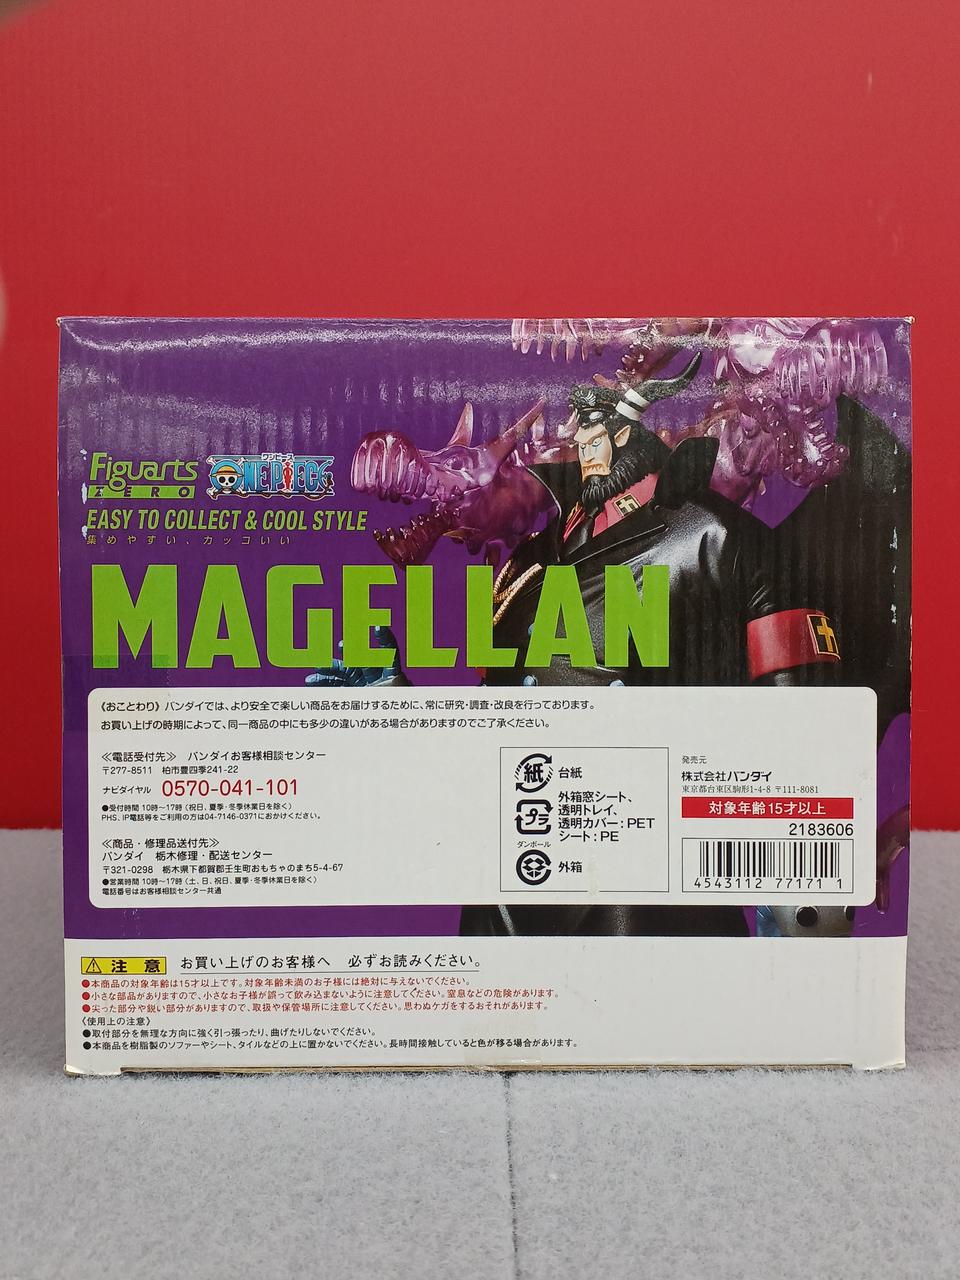 Figuarts
ZERO
ワンピース
ONE PIECE
EASY TO COLLECT & COOL STYLE
集めやすい、カッコいい
MAGELLAN
《おことわり》バンダイでは、より安全で楽しい商品をお届けするために、常に研究・調査・改良を行っております。
お買い上げの時期によって、同一商品の中にも多少の違いがある場合がありますのでご了承ください。
≪電話受付先≫ バンダイお客様相談センター
〒277-8511 柏市豊四季241-22
ナビダイヤル 0570-041-101
●受付時間 10時〜17時(祝日、夏季・冬季休業日を除く)
PHS、IP電話等をご利用の方は04-7146-0371におかけください。
≪商品・修理品送付先≫
バンダイ 栃木修理・配送センター
〒321-0298 栃木県下都賀郡壬生町おもちゃのまち5-4-67
●営業時間 10時〜17時(土、日、祝日、夏季・冬季休業日を除く)
電話番号はお客様相談センター共通
紙 台紙
プラ 外箱窓シート、
透明トレイ、
透明カバー:PET
シート:PE
ダンボール
外箱
発売元
株式会社バンダイ
東京都台東区駒形1-4-8 〒111-8081
対象年齢15才以上
2183606
4543112 77171 1
注 意 お買い上げのお客様へ 必ずお読みください。
●本商品の対象年齢は15才以上です。対象年齢未満のお子様には絶対に与えないでください。
●小さな部品がありますので、小さなお子様が誤って飲み込まないように注意してください。窒息などの危険があります。
●尖った部分や鋭い部分がありますので、取扱や保管場所に注意してください。思わぬケガをするおそれがあります。
〈使用上の注意〉
●取付部分を無理な方向に強く引っ張ったり、曲げたりしないでください。
●本商品を樹脂製のソファーやシート、タイルなどの上に置かないでください。長時間接触していると色が移る場合があります。